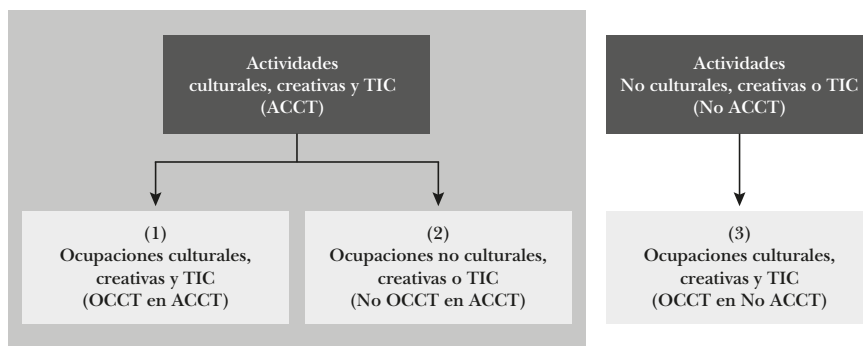 Actividades
culturales, creativas y TIC
(ACCT)
Actividades
No culturales, creativas o TIC
(No ACCT)
(1)
Ocupaciones culturales,
creativas y TIC
(OCCT en ACCT)
(2)
Ocupaciones no culturales,
creativas o TIC
(No OCCT en ACCT)
(3)
Ocupaciones culturales,
creativas y TIC
(OCCT en No ACCT)